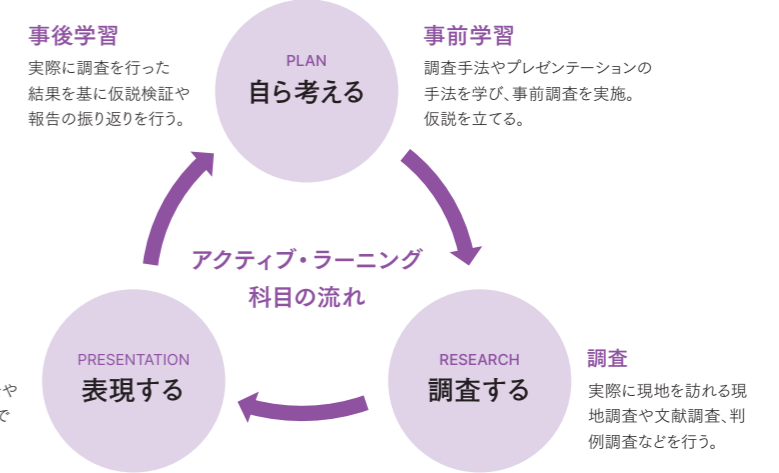 事後学習
実際に調査を行った
結果を基に仮説検証や
報告の振り返りを行う。
PLAN
自ら考える
事前学習
調査手法やプレゼンテーションの
手法を学び、事前調査を実施。
仮説を立てる。
アクティブ・ラーニング
科目の流れ
や
で
PRESENTATION
表現する
RESEARCH
調査する
調査
実際に現地を訪れる現
地調査や文献調査、判
例調査などを行う。